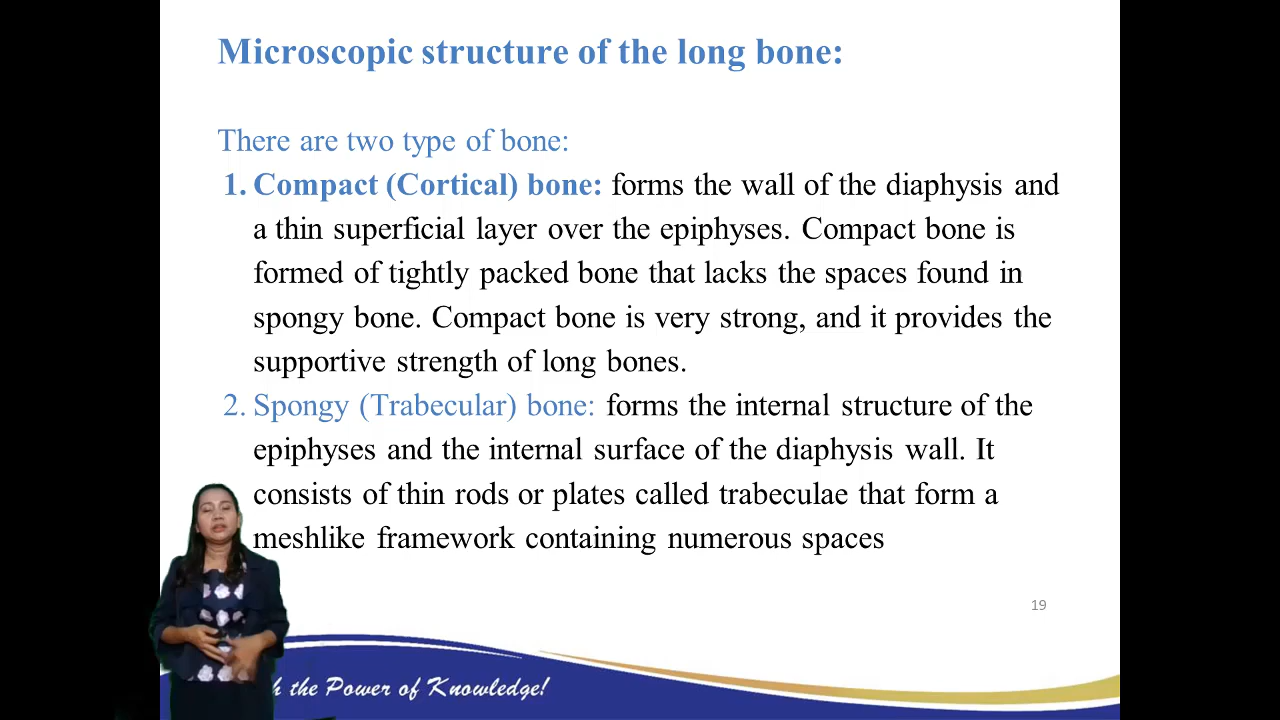 Microscopic structure of the long bone:
There are two type of bone:
1. Compact (Cortical) bone: forms the wall of the diaphysis and
a thin superficial layer over the epiphyses. Compact bone is
formed of tightly packed bone that lacks the spaces found in
spongy bone. Compact bone is very strong, and it provides the
supportive strength of long bones.
2. Spongy (Trabecular) bone: forms the internal structure of the
epiphyses and the internal surface of the diaphysis wall. It
consists of thin rods or plates called trabeculae that form a
meshlike framework containing numerous spaces
19
the Power of Knowledge!